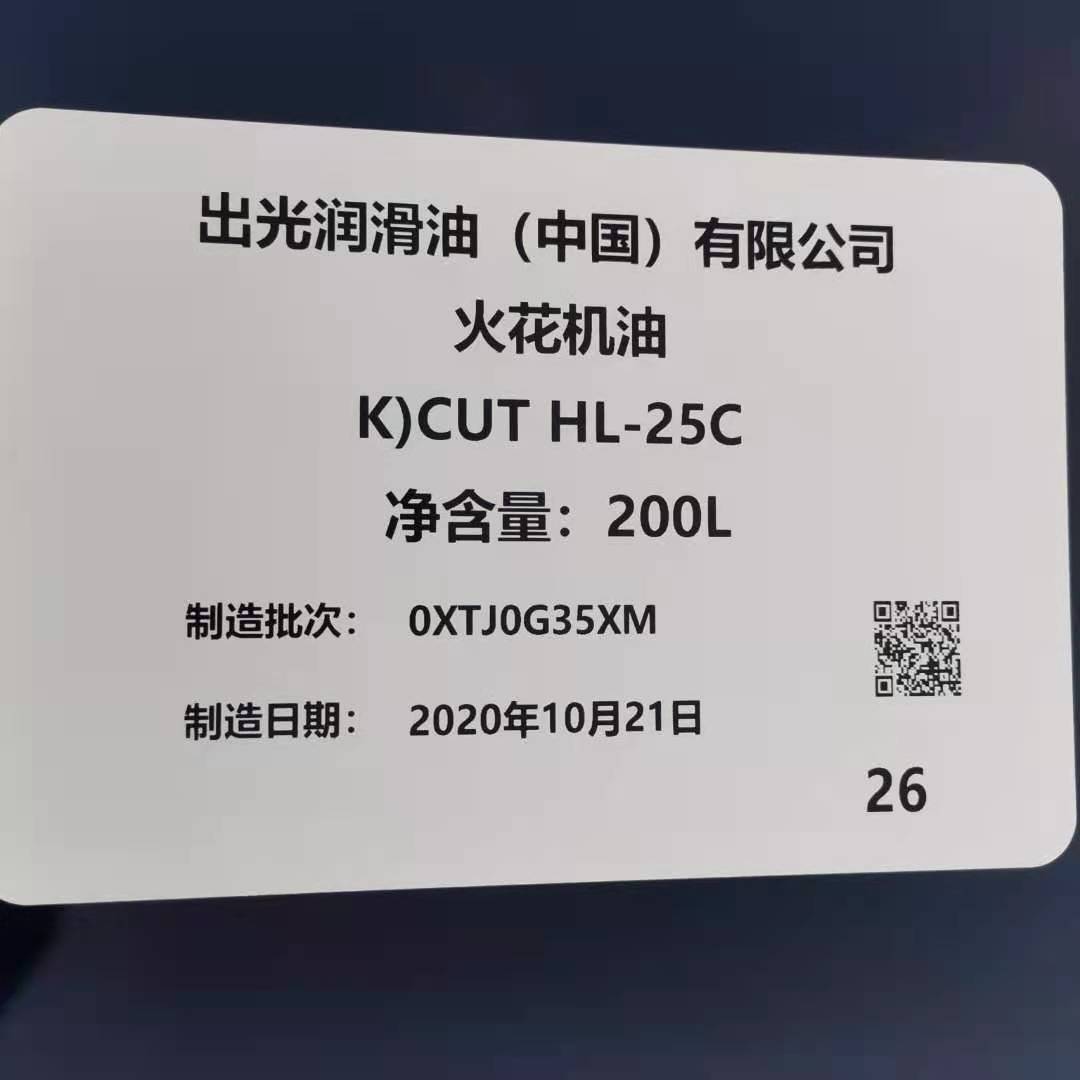 出光润滑油（中国）有限公司
火花机油
K)CUT HL-25C
净含量：200L
制造批次： 0XTJ0G35XM
制造日期： 2020年10月21日
26